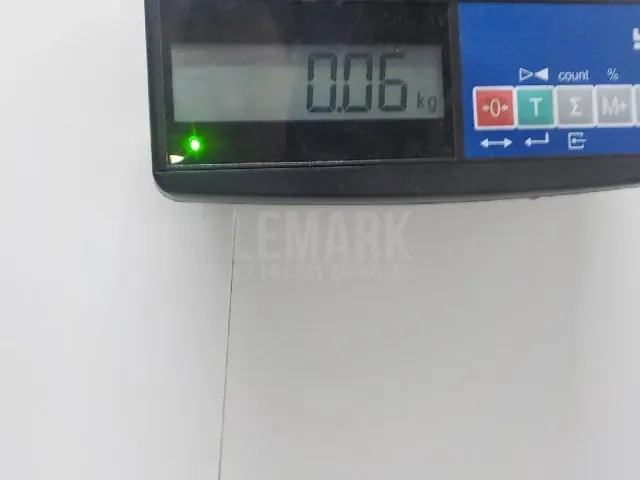 0.06 kg
count %
→0← T Σ M+
LEMARK